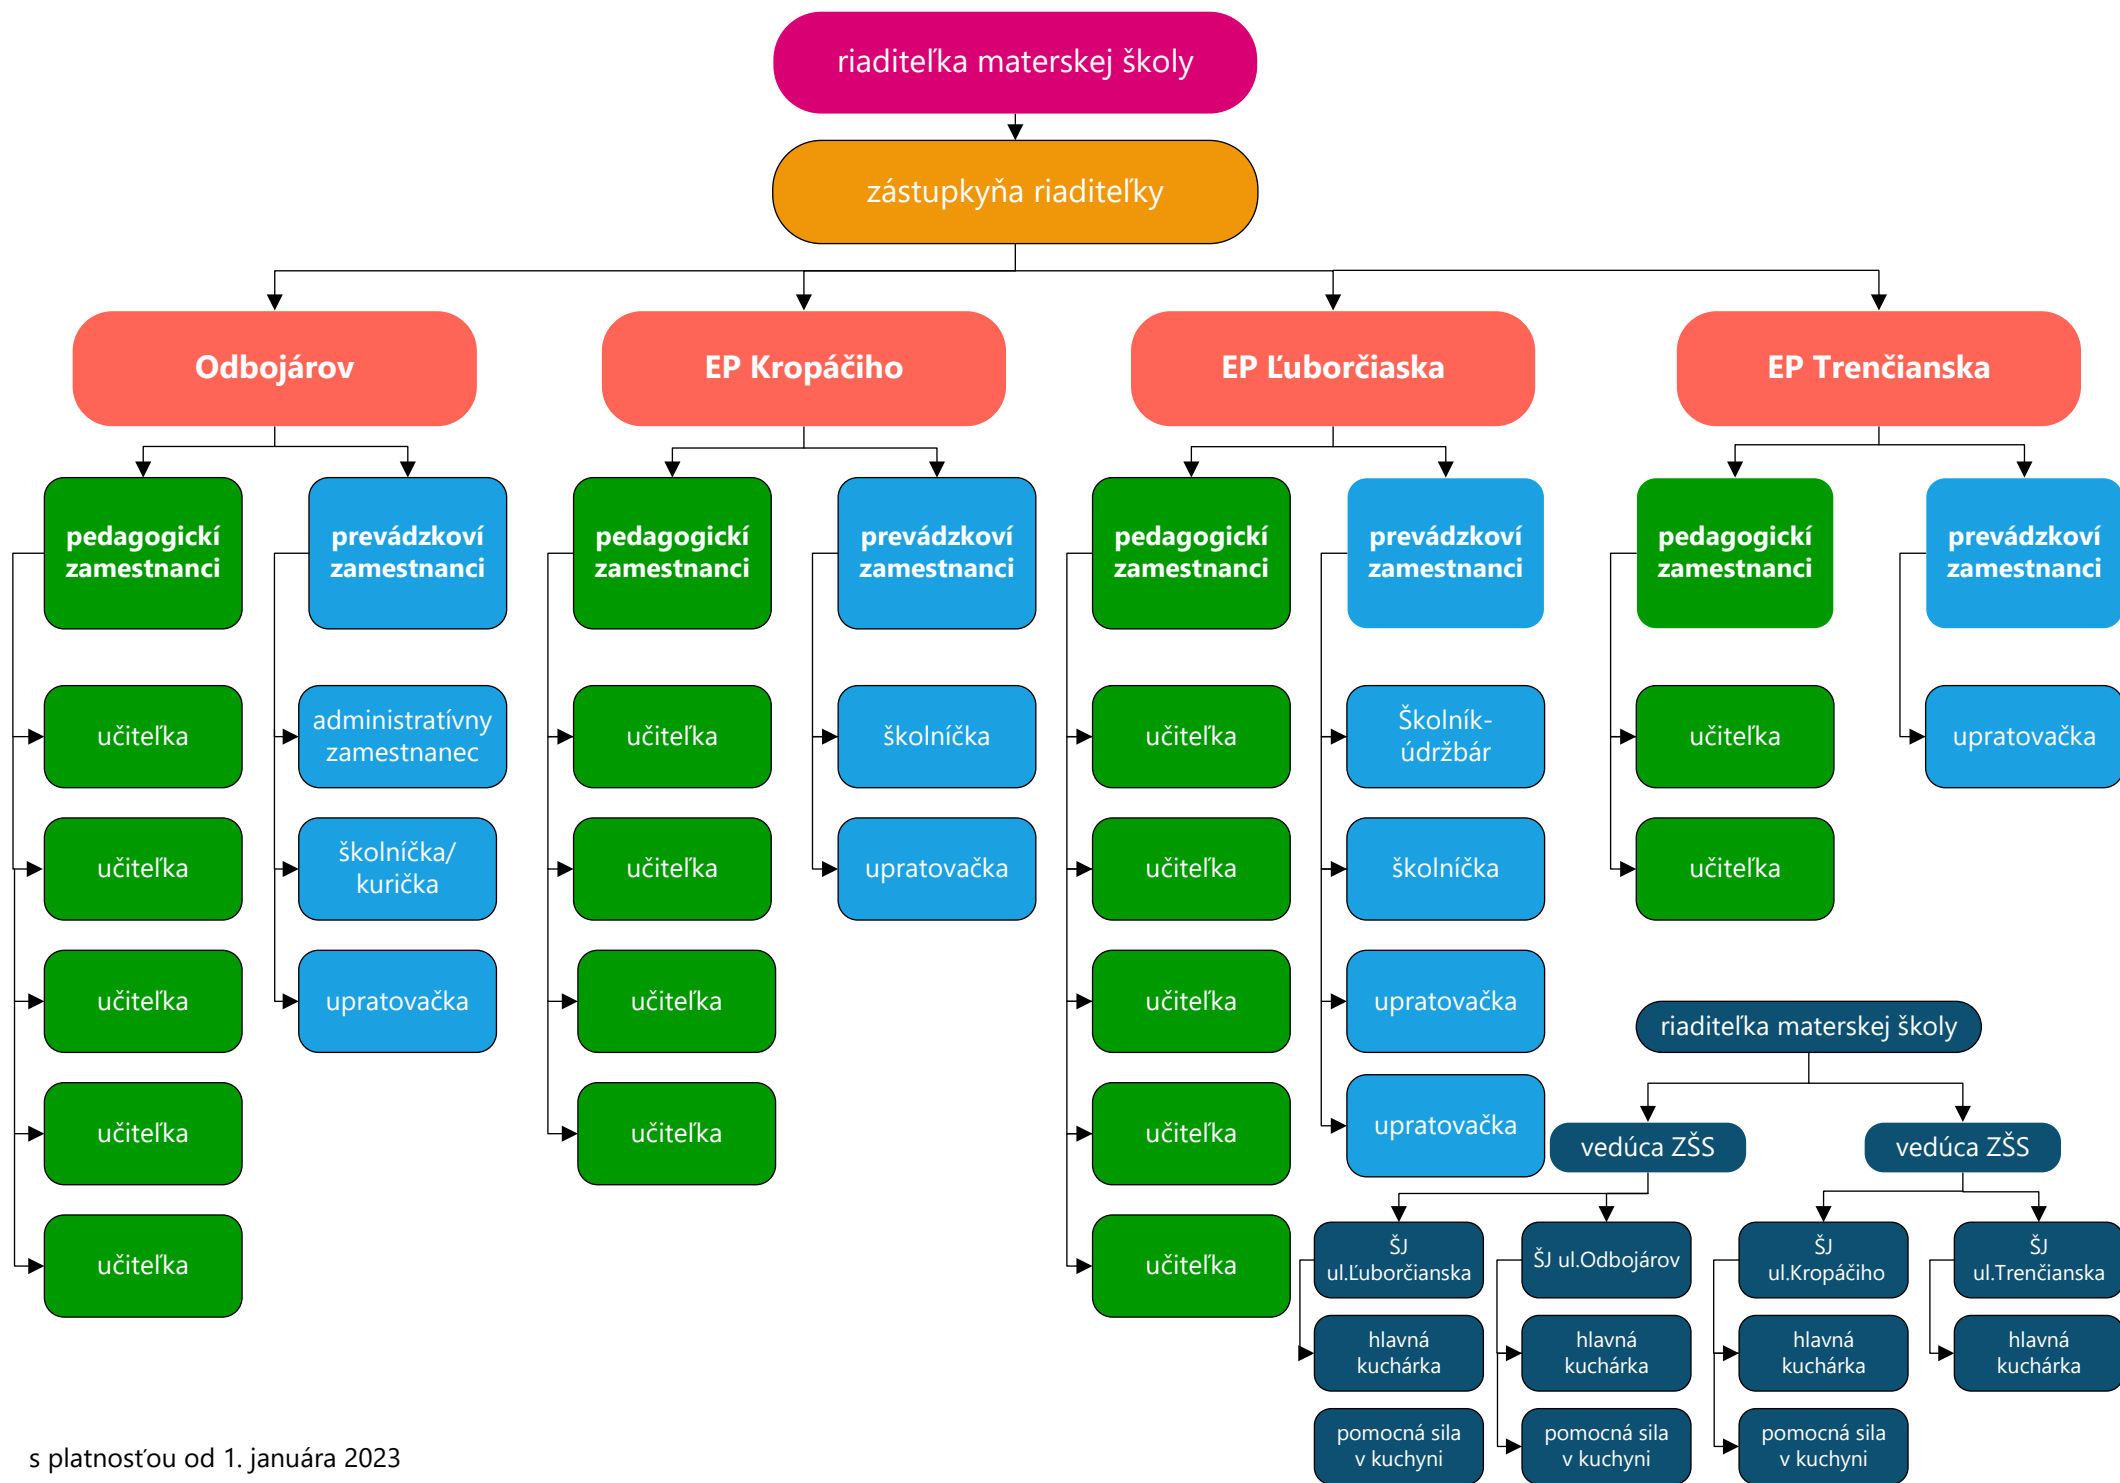 riaditeľka materskej školy
zástupkyňa riaditeľky
Odbojárov
EP Kropáčiho
EP Ľuborčiaska
EP Trenčianska
pedagogickí
zamestnanci
prevádzkoví
zamestnanci
pedagogickí
zamestnanci
prevádzkoví
zamestnanci
pedagogickí
zamestnanci
prevádzkoví
zamestnanci
pedagogickí
zamestnanci
prevádzkoví
zamestnanci
učiteľka
administratívny
zamestnanec
učiteľka
školníčka
učiteľka
Školník-
údržbár
učiteľka
upratovačka
učiteľka
školníčka/
kurička
učiteľka
upratovačka
učiteľka
školníčka
učiteľka
učiteľka
upratovačka
učiteľka
učiteľka
upratovačka
riaditeľka materskej školy
učiteľka
učiteľka
učiteľka
upratovačka
vedúca ZŠS
vedúca ZŠS
učiteľka
učiteľka
ŠJ
ul.Ľuborčianska
ŠJ ul.Odbojárov
ŠJ
ul.Kropáčiho
ŠJ
ul.Trenčianska
hlavná
kuchárka
hlavná
kuchárka
hlavná
kuchárka
hlavná
kuchárka
pomocná sila
v kuchyni
pomocná sila
v kuchyni
pomocná sila
v kuchyni
s platnosťou od 1. januára 2023